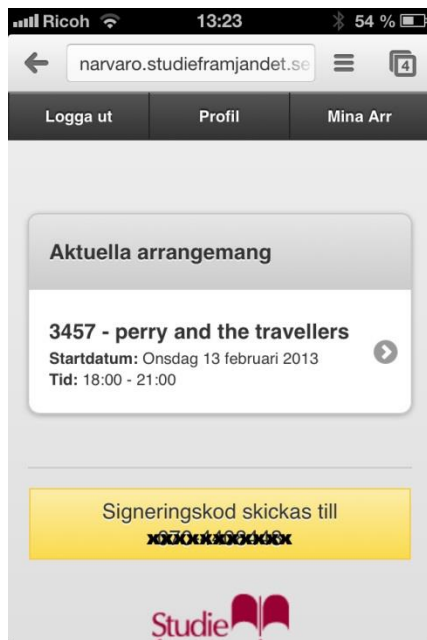 Ricoh 13:23 54 %
narvaro.studieframjandet.se 4
Logga ut Profil Mina Arr
Aktuella arrangemang
3457 - perry and the travellers
Startdatum: Onsdag 13 februari 2013
Tid: 18:00 - 21:00
Signeringskod skickas till
Studie